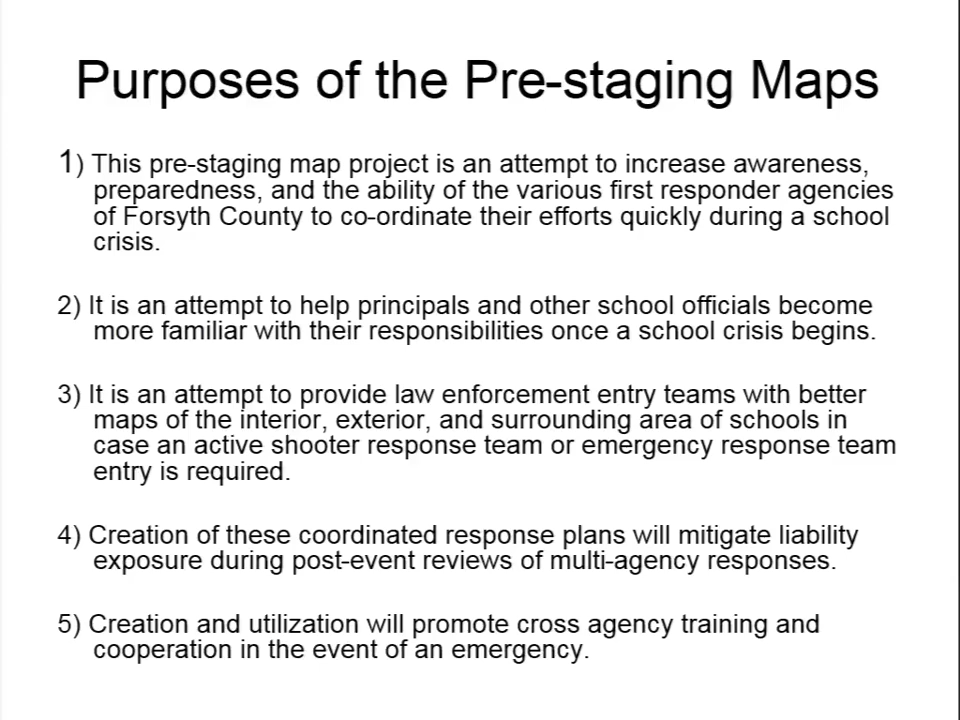 Purposes of the Pre-staging Maps
1) This pre-staging map project is an attempt to increase awareness,
preparedness, and the ability of the various first responder agencies
of Forsyth County to co-ordinate their efforts quickly during a school
crisis.
2) It is an attempt to help principals and other school officials become
more familiar with their responsibilities once a school crisis begins.
3) It is an attempt to provide law enforcement entry teams with better
maps of the interior, exterior, and surrounding area of schools in
case an active shooter response team or emergency response team
entry is required.
4) Creation of these coordinated response plans will mitigate liability
exposure during post-event reviews of multi-agency responses.
5) Creation and utilization will promote cross agency training and
cooperation in the event of an emergency.